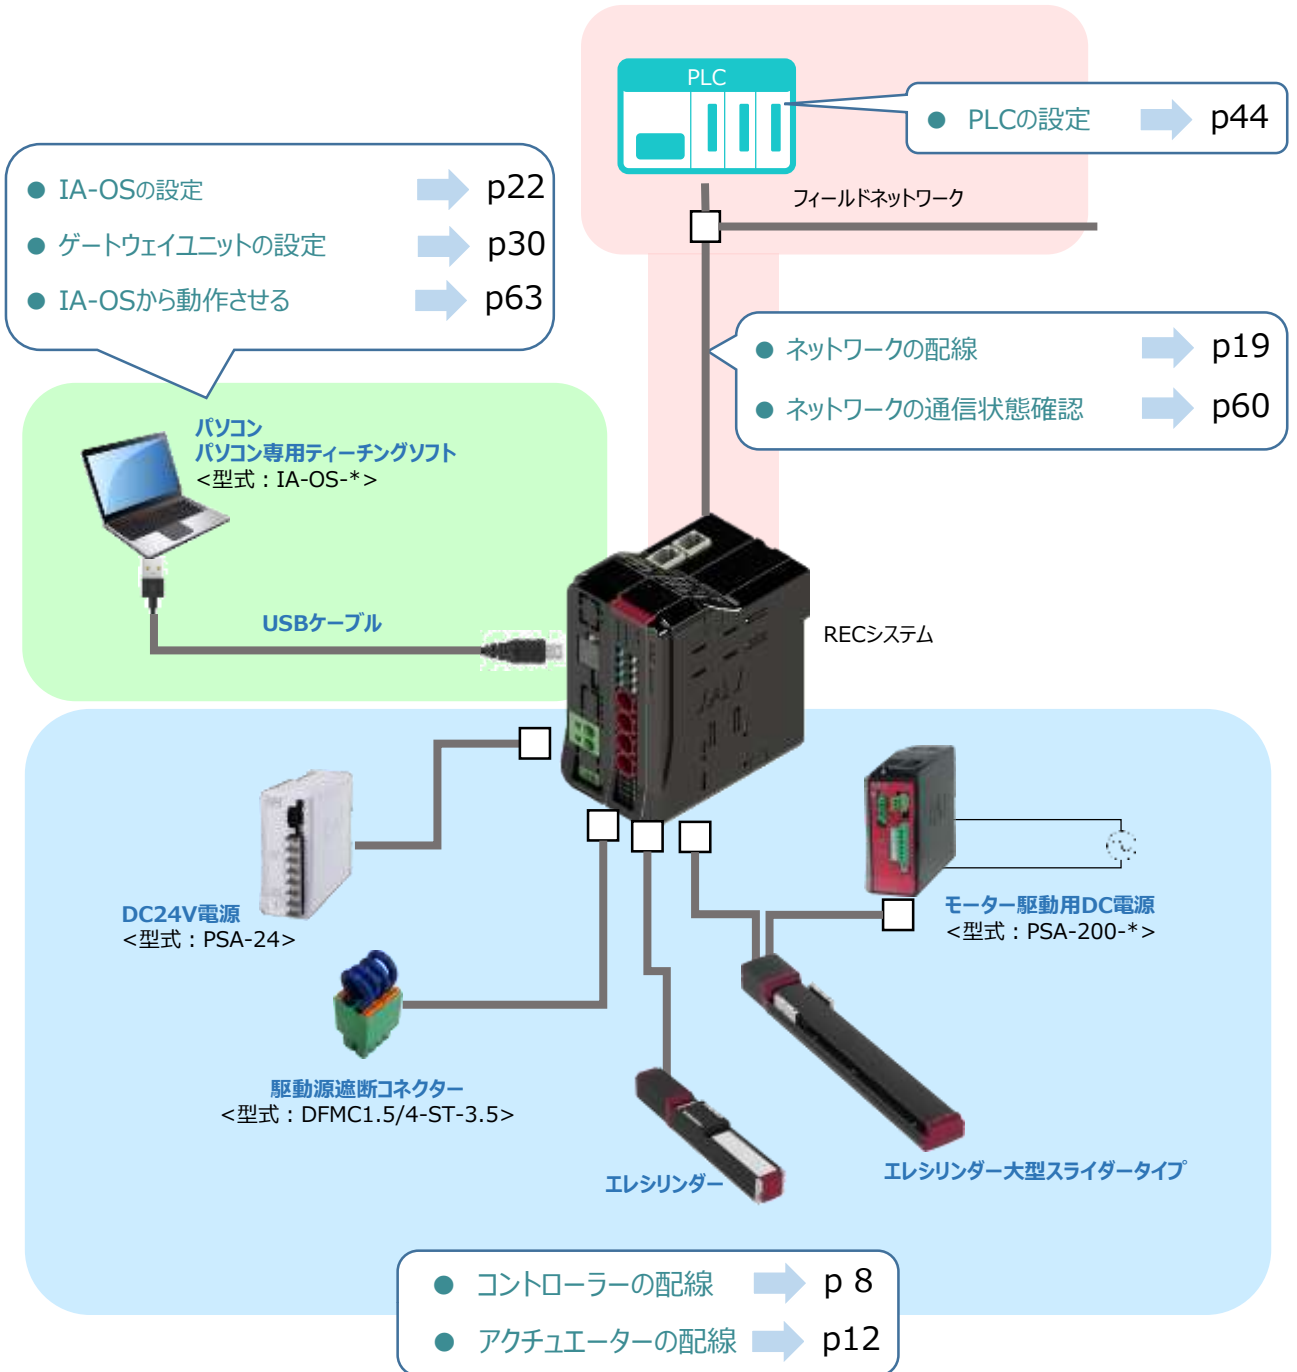 PLC
● PLCの設定 p44
フィールドネットワーク
● IA-OSの設定 p22
● ゲートウェイユニットの設定 p30
● IA-OSから動作させる p63
● ネットワークの配線 p19
● ネットワークの通信状態確認 p60
パソコン
パソコン専用ティーチングソフト
<型式：IA-OS-*>
USBケーブル
RECシステム
DC24V電源
<型式：PSA-24>
モーター駆動用DC電源
<型式：PSA-200-*>
駆動源遮断コネクター
<型式：DFMC1.5/4-ST-3.5>
エレシリンダー
エレシリンダー大型スライダータイプ
● コントローラーの配線 p 8
● アクチュエーターの配線 p12